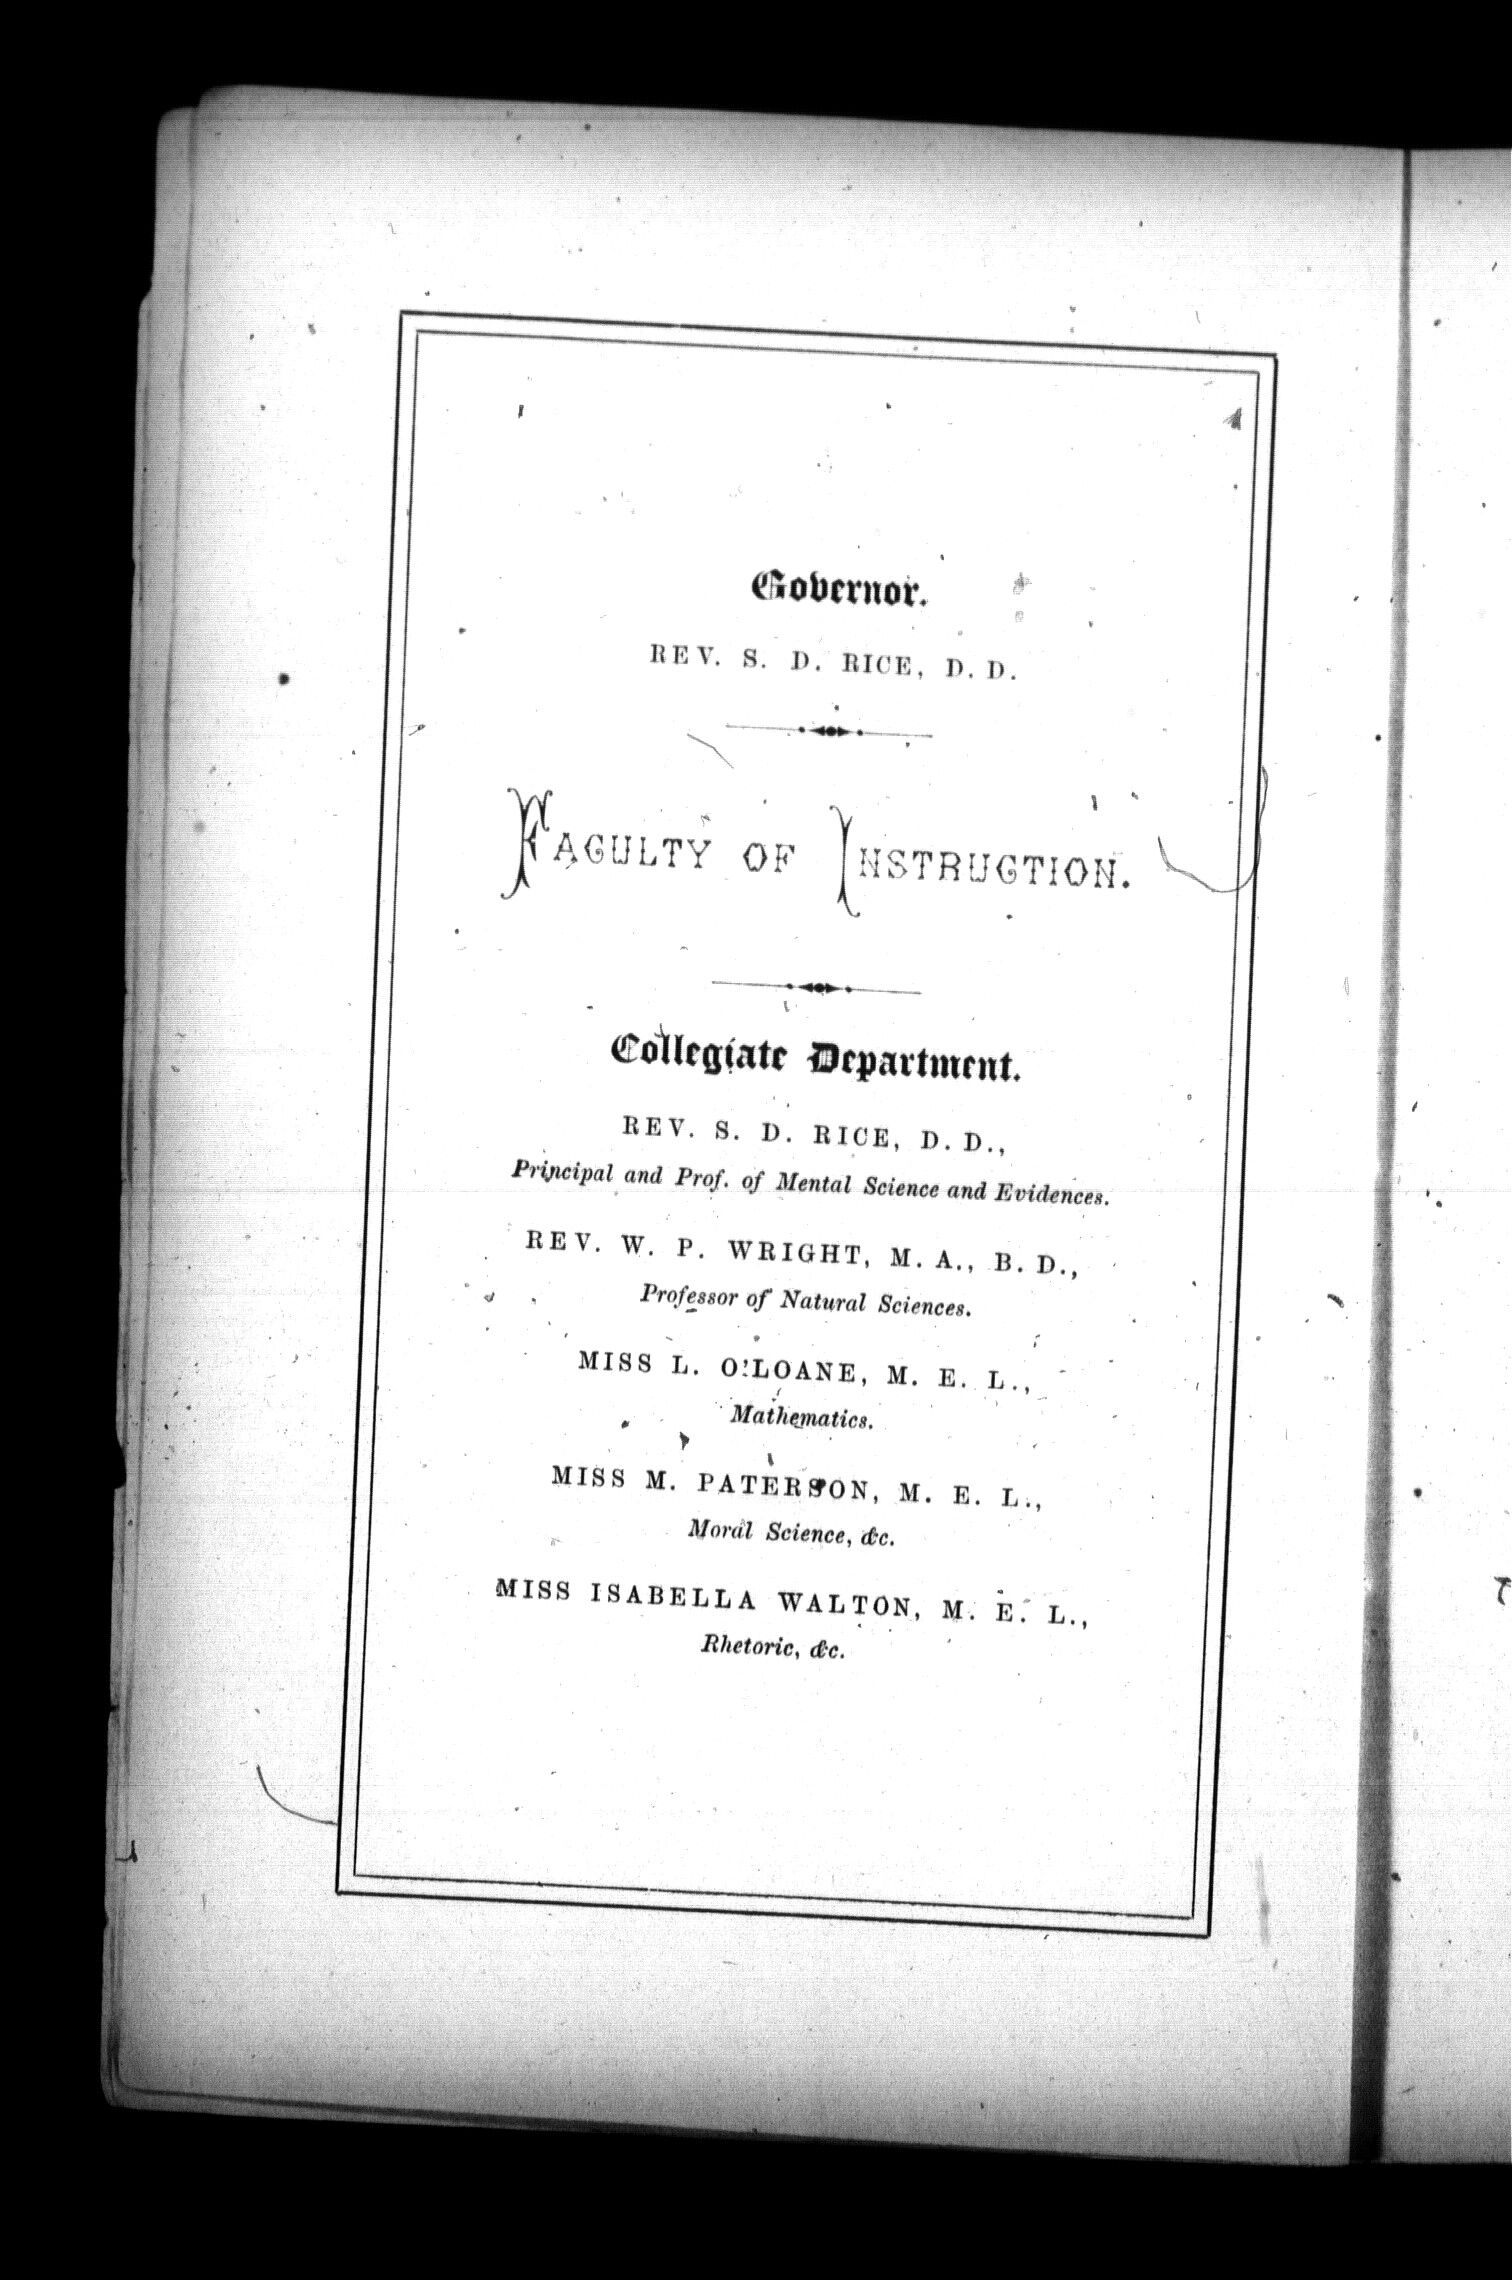 Governor.
REV. S. D. RICE, D. D.
FACULTY OF INSTRUCTION.
Collegiate Department.
REV. S. D. RICE, D. D.,
Principal and Prof. of Mental Science and Evidences.
REV. W. P. WRIGHT, M. A., B. D.,
Professor of Natural Sciences.
MISS L. O'LOANE, M. E. L.,
Mathematics.
MISS M. PATERSON, M. E. L.,
Moral Science, &c.
MISS ISABELLA WALTON, M. E. L.,
Rhetoric, &c.